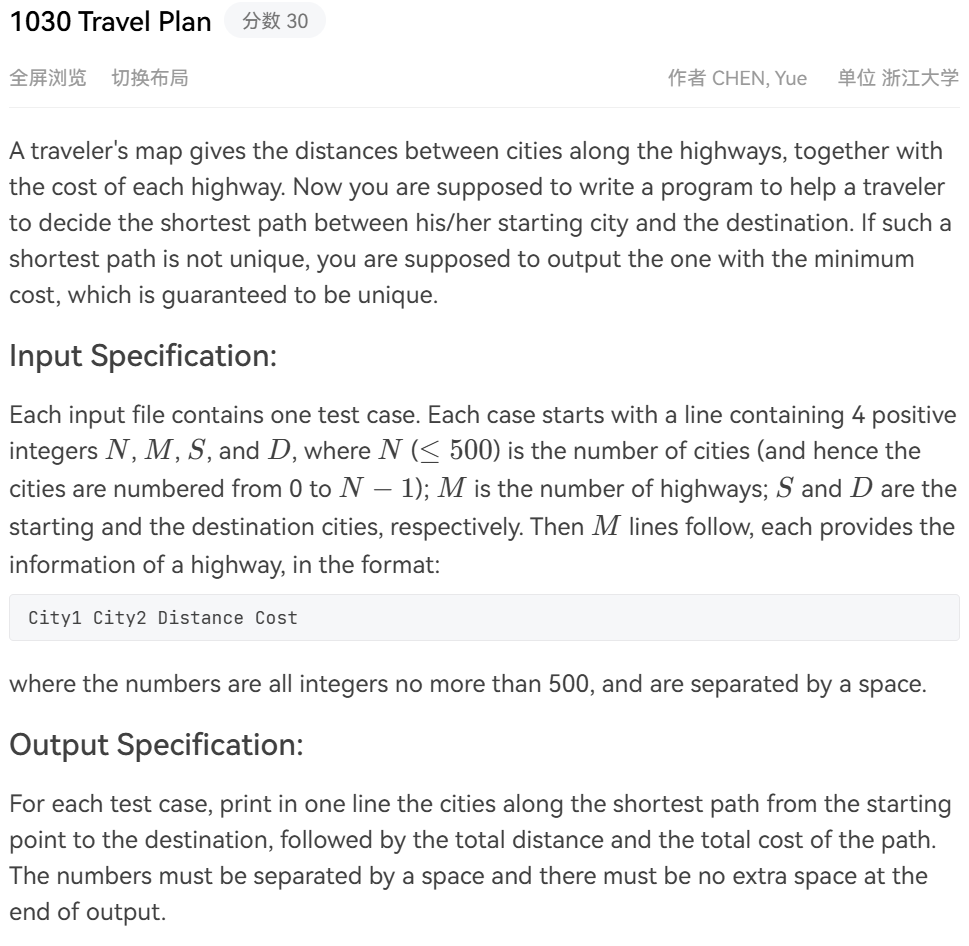 1030 Travel Plan 分数 30
全屏浏览 切换布局 作者 CHEN, Yue 单位 浙江大学
A traveler's map gives the distances between cities along the highways, together with
the cost of each highway. Now you are supposed to write a program to help a traveler
to decide the shortest path between his/her starting city and the destination. If such a
shortest path is not unique, you are supposed to output the one with the minimum
cost, which is guaranteed to be unique.
Input Specification:
Each input file contains one test case. Each case starts with a line containing 4 positive
integers N, M, S, and D, where N (≤ 500) is the number of cities (and hence the
cities are numbered from 0 to N − 1); M is the number of highways; S and D are the
starting and the destination cities, respectively. Then M lines follow, each provides the
information of a highway, in the format:
City1 City2 Distance Cost
where the numbers are all integers no more than 500, and are separated by a space.
Output Specification:
For each test case, print in one line the cities along the shortest path from the starting
point to the destination, followed by the total distance and the total cost of the path.
The numbers must be separated by a space and there must be no extra space at the
end of output.